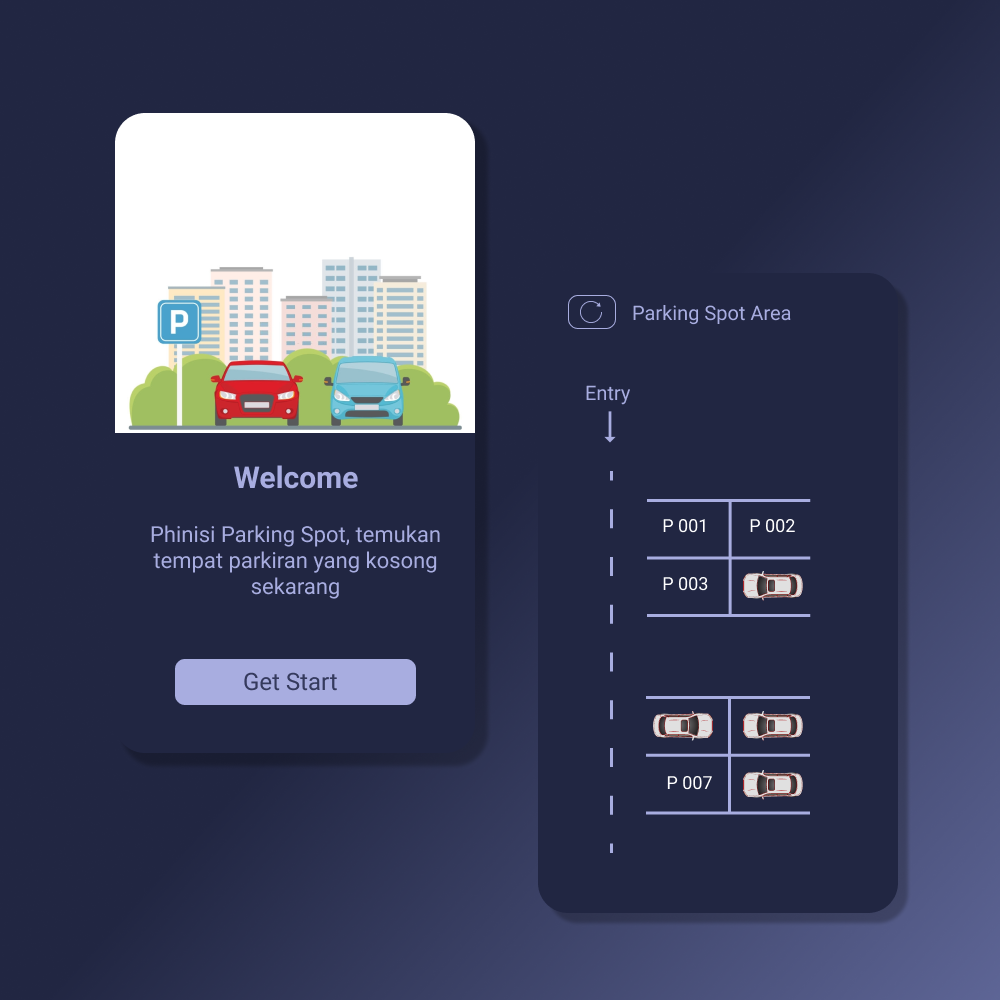 P
Welcome
Phinisi Parking Spot, temukan
tempat parkiran yang kosong
sekarang
Get Start
Parking Spot Area
Entry
P 001
P 002
P 003
P 007